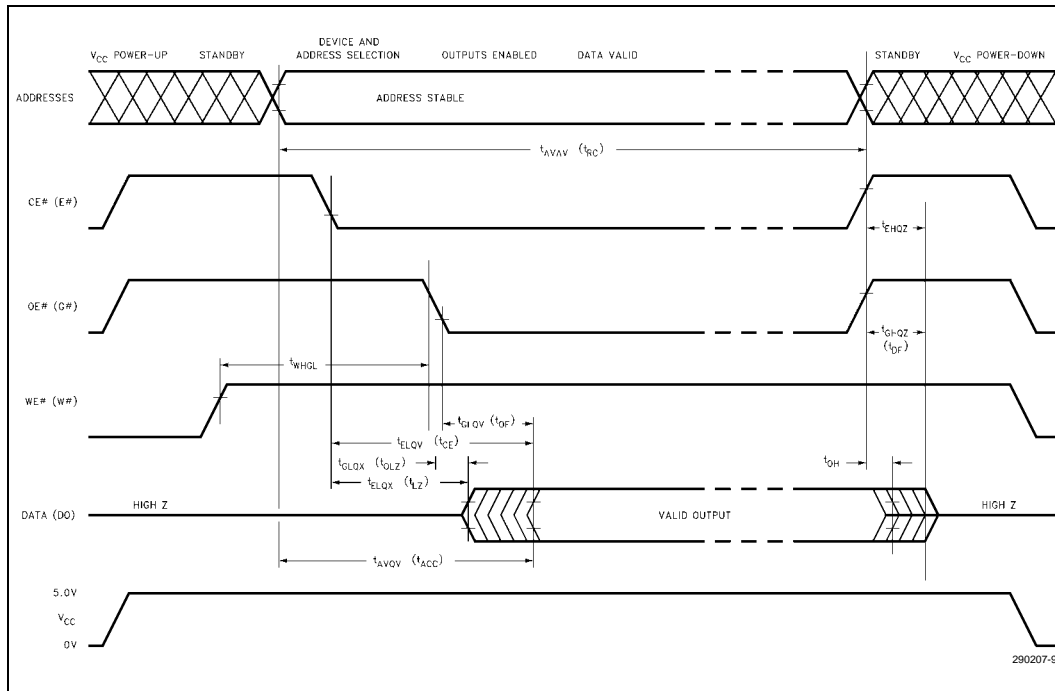 V_CC POWER-UP STANDBY DEVICE AND ADDRESS SELECTION OUTPUTS ENABLED DATA VALID STANDBY V_CC POWER-DOWN
ADDRESSES
ADDRESS STABLE
t_AVAV (t_RC)
CE# (E#)
t_EHQZ
OE# (G#)
t_GHQZ
(t_DF)
t_WHGL
WE# (W#)
t_GLQV (t_OE)
t_ELQV (t_CE)
t_GLQX (t_OLZ)
t_OH
t_ELQX (t_LZ)
HIGH Z
DATA (DQ)
VALID OUTPUT
HIGH Z
t_AVQV (t_ACC)
5.0V
V_CC
0V
290207-9